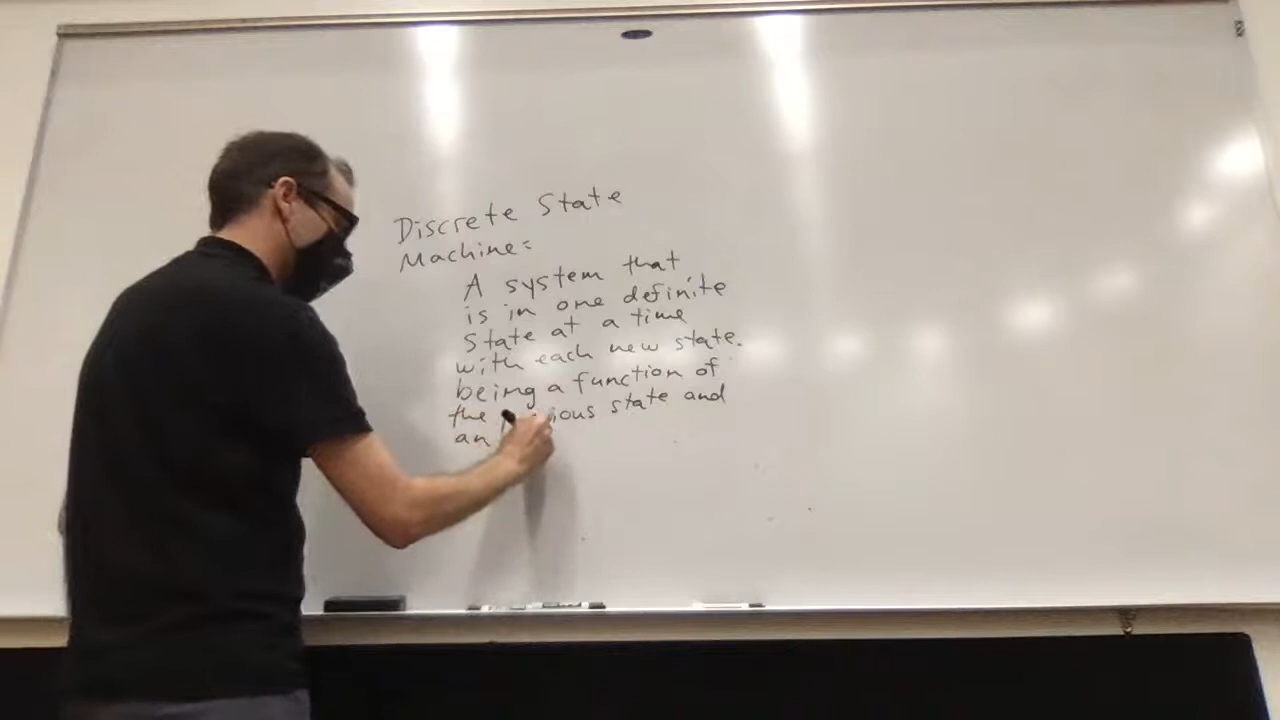 Discrete State
Machine:
A system that
is in one definite
state at a time
with each new state.
being a function of
the state and
an